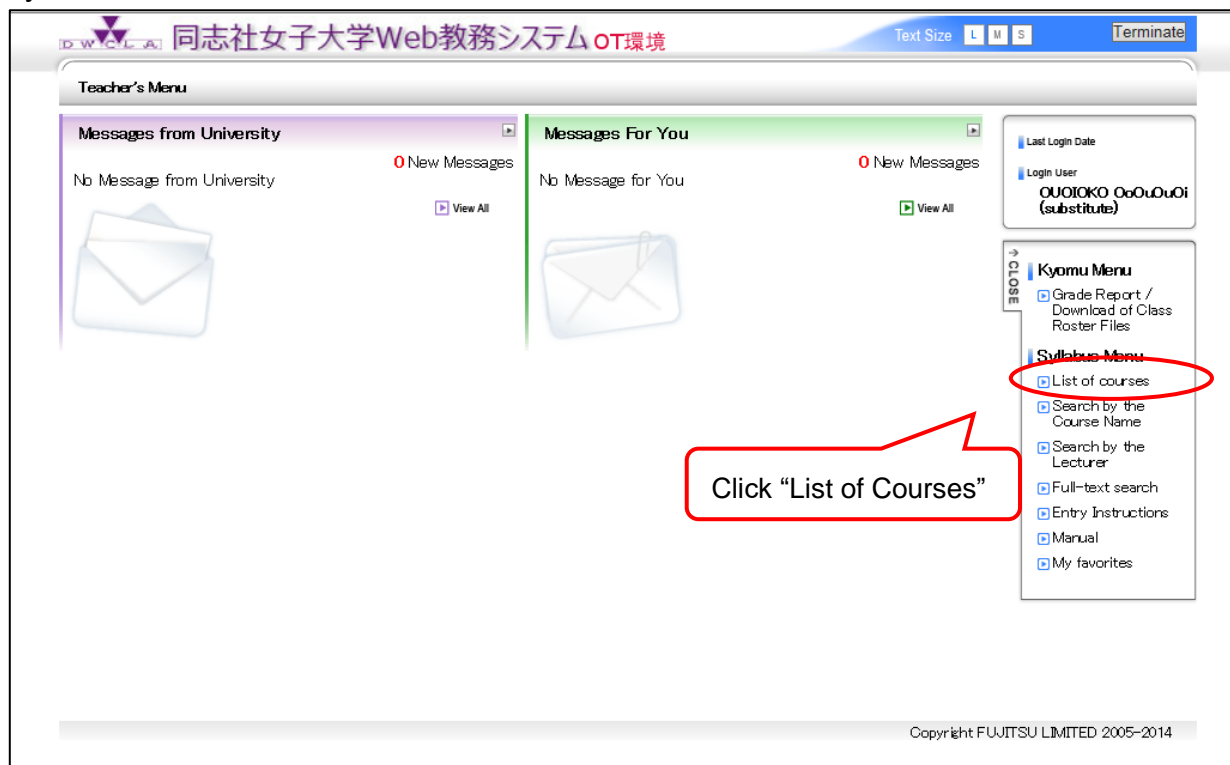 DWCLA 同志社女子大学Web教務システム OT環境
Text Size L M S
Terminate
Teacher's Menu
Messages from University
0 New Messages
No Message from University
View All
Messages For You
0 New Messages
No Message for You
View All
Last Login Date
Login User
OUOIOKO OoOuOuOi
(substitute)
→ CLOSE
Kyomu Menu
Grade Report /
Download of Class
Roster Files
Syllabus Menu
List of courses
Search by the
Course Name
Search by the
Lecturer
Full-text search
Entry Instructions
Manual
My favorites
Click “List of Courses”
Copyright FUJITSU LIMITED 2005-2014